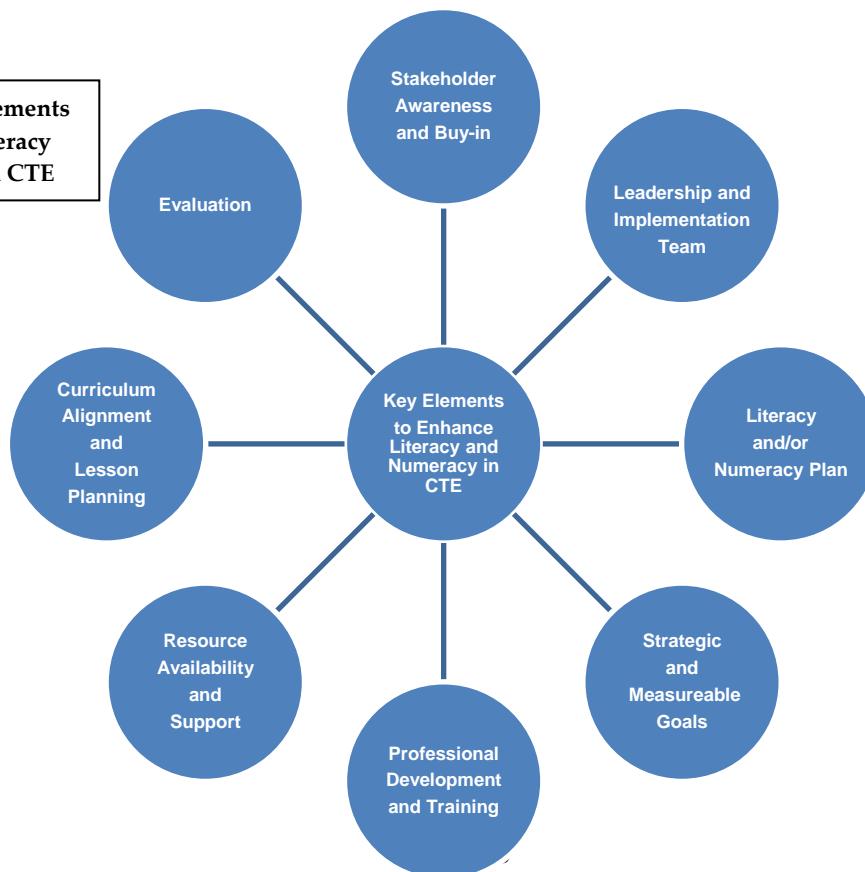 ements
eracy
CTE
Stakeholder
Awareness
and Buy-in
Leadership and
Implementation
Team
Literacy
and/or
Numeracy Plan
Strategic
and
Measureable
Goals
Professional
Development
and Training
Resource
Availability
and
Support
Curriculum
Alignment
and
Lesson
Planning
Evaluation
Key Elements
to Enhance
Literacy and
Numeracy in
CTE